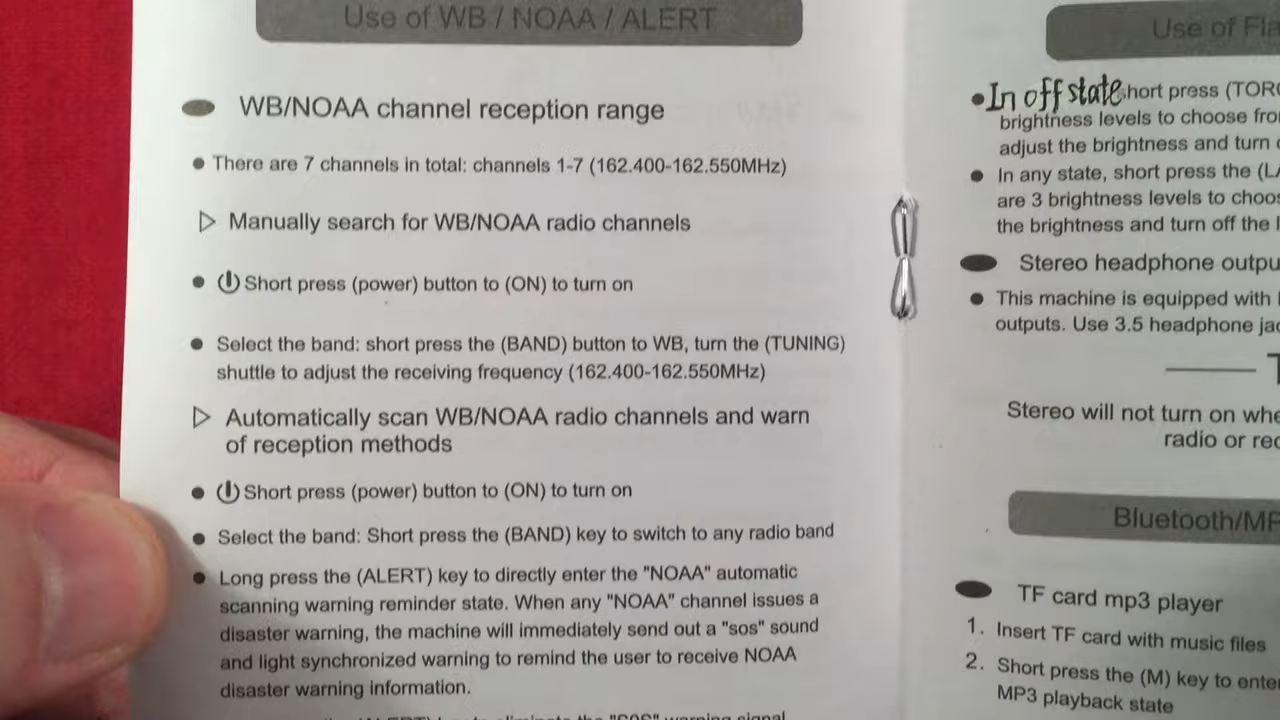 Use of WB / NOAA / ALERT
WB/NOAA channel reception range
There are 7 channels in total: channels 1-7 (162.400-162.550MHz)
Manually search for WB/NOAA radio channels
Short press (power) button to (ON) to turn on
Select the band: short press the (BAND) button to WB, turn the (TUNING)
shuttle to adjust the receiving frequency (162.400-162.550MHz)
Automatically scan WB/NOAA radio channels and warn
of reception methods
Short press (power) button to (ON) to turn on
Select the band: Short press the (BAND) key to switch to any radio band
Long press the (ALERT) key to directly enter the "NOAA" automatic
scanning warning reminder state. When any "NOAA" channel issues a
disaster warning, the machine will immediately send out a "sos" sound
and light synchronized warning to remind the user to receive NOAA
disaster warning information.
"SOS" warning signal
Use of
In off state hort press
brightness levels to choose
adjust the brightness and turn
In any state, short press the
are 3 brightness levels to
the brightness and turn off the
Stereo headphone
This machine is equipped with
outputs. Use 3.5 headphone
Stereo will not turn on
radio or
Bluetooth/
TF card mp3 player
1. Insert TF card with music files
2. Short press the (M) key to
MP3 playback state